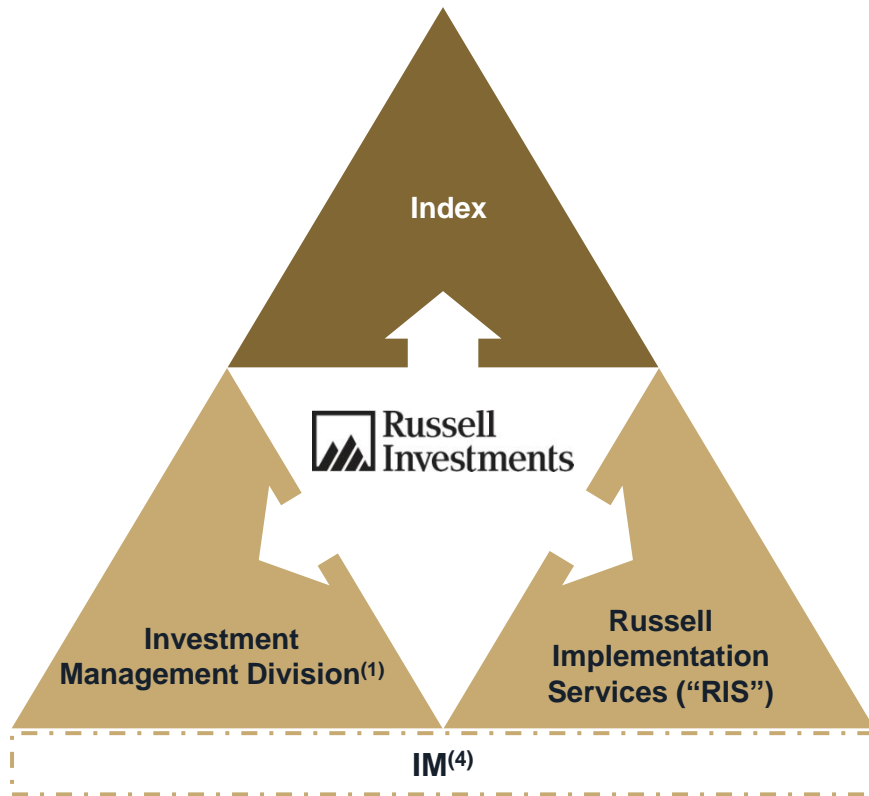 Index
Russell
Investments
Investment
Management Division(1)
Russell
Implementation
Services (“RIS”)
IM(4)